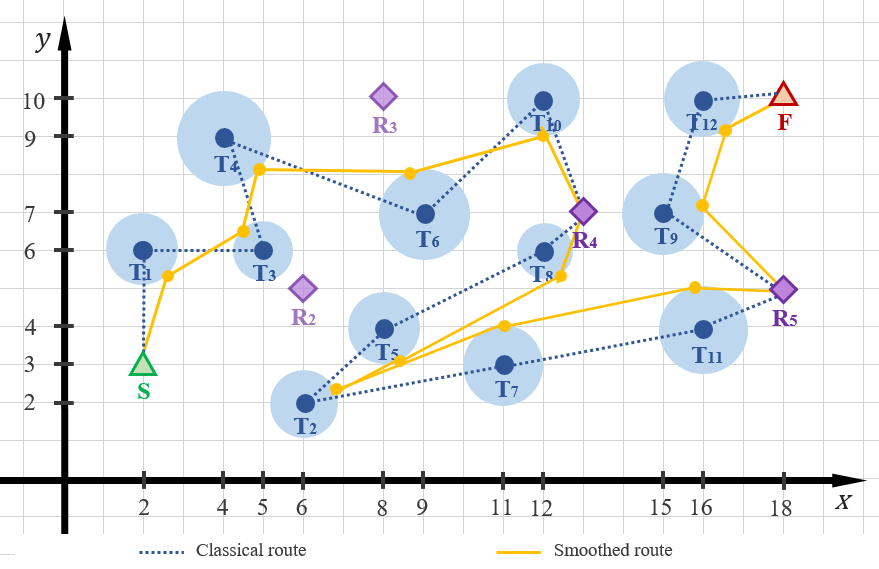 y
10
R3
F
T10
T12
9
T4
7
T6
T9
R4
6
T1
T3
T8
R2
R5
4
T5
T11
3
S
T7
2
T2
2 4 5 6 8 9 11 12 15 16 18
x
Classical route Smoothed route